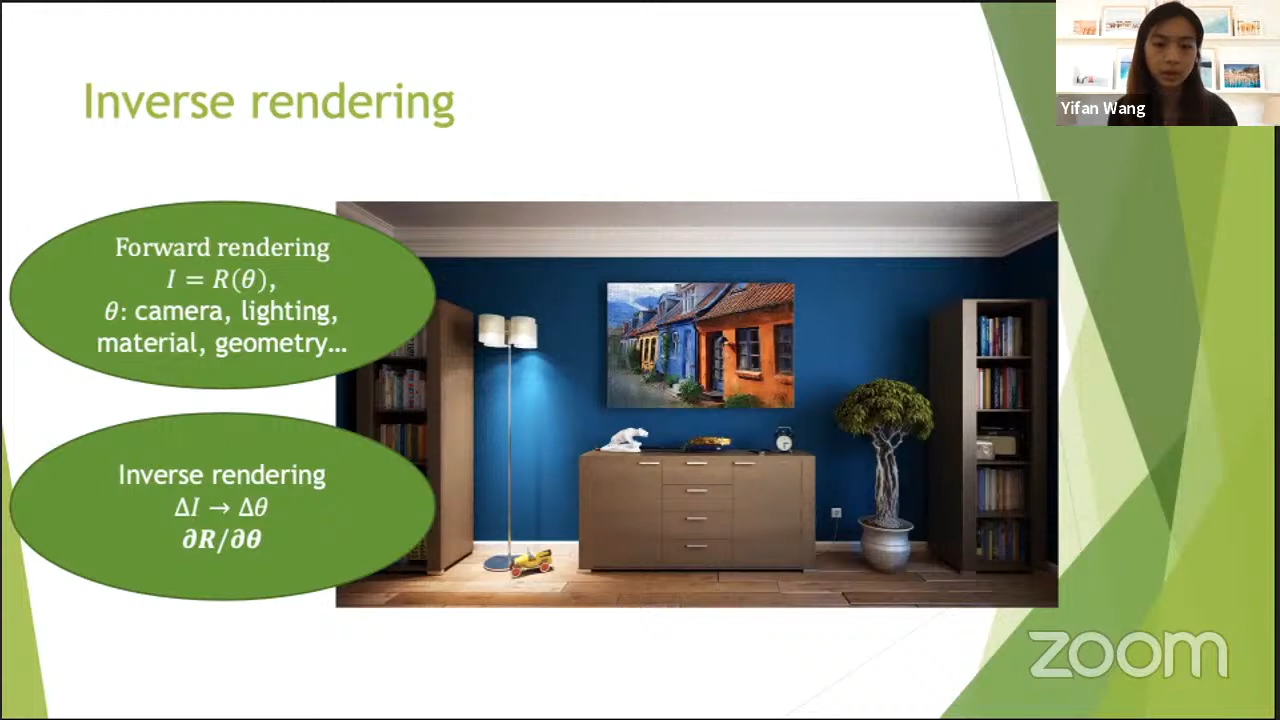 Inverse rendering
Yifan Wang
Forward rendering
𝐼 = 𝑅(𝜃),
𝜃: camera, lighting,
material, geometry…
Inverse rendering
Δ𝐼 → Δ𝜃
𝝏𝑹/𝝏𝜽
zoom